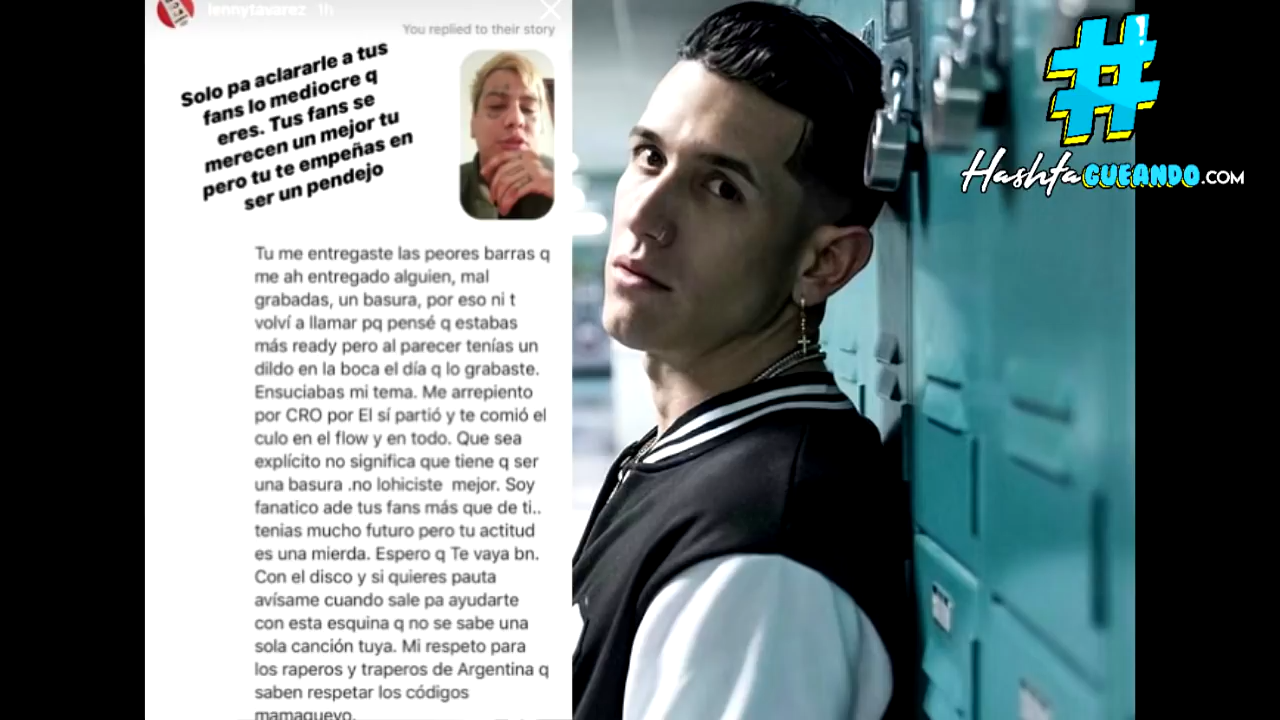 lennytavarez 1h
You replied to their story
Solo pa aclararle a tus
fans lo mediocre q
eres. Tus fans se
merecen un mejor tu
pero tu te empeñas en
ser un pendejo
Tu me entregaste las peores barras q
me ah entregado alguien, mal
grabadas, un basura, por eso ni t
volví a llamar pq pensé q estabas
más ready pero al parecer tenías un
dildo en la boca el día q lo grabaste.
Ensuciabas mi tema. Me arrepiento
por CRO por El sí partió y te comió el
culo en el flow y en todo. Que sea
explícito no significa que tiene q ser
una basura .no lohiciste mejor. Soy
fanatico ade tus fans más que de ti..
tenias mucho futuro pero tu actitud
es una mierda. Espero q Te vaya bn.
Con el disco y si quieres pauta
avísame cuando sale pa ayudarte
con esta esquina q no se sabe una
sola canción tuya. Mi respeto para
los raperos y traperos de Argentina q
saben respetar los códigos
mamaguevo.
#
HashtaGUEANDO.COM